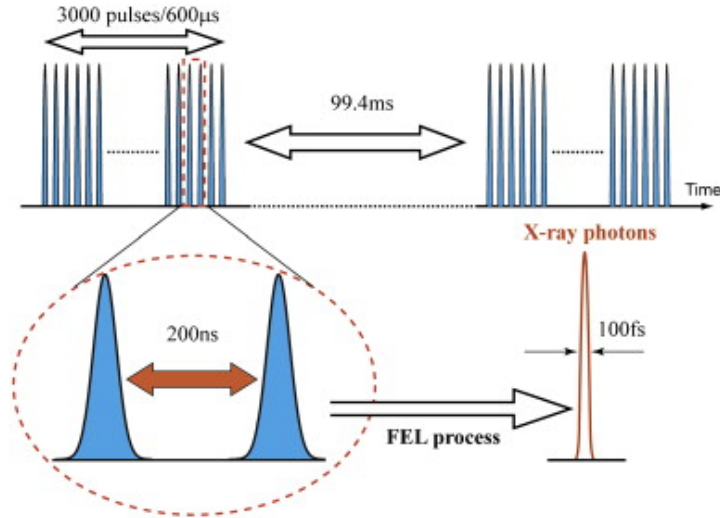 3000 pulses/600μs
99.4ms
Time
X-ray photons
200ns
100fs
FEL process